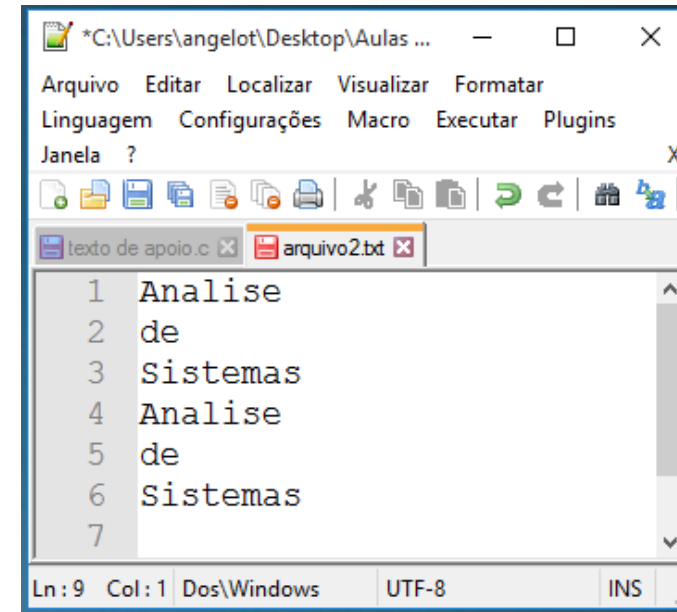 *C:\Users\angelot\Desktop\Aulas ...
Arquivo Editar Localizar Visualizar Formatar
Linguagem Configurações Macro Executar Plugins
Janela ? X
texto de apoio.c arquivo2.txt
1 Analise
2 de
3 Sistemas
4 Analise
5 de
6 Sistemas
7
Ln : 9 Col : 1 Dos\Windows UTF-8 INS